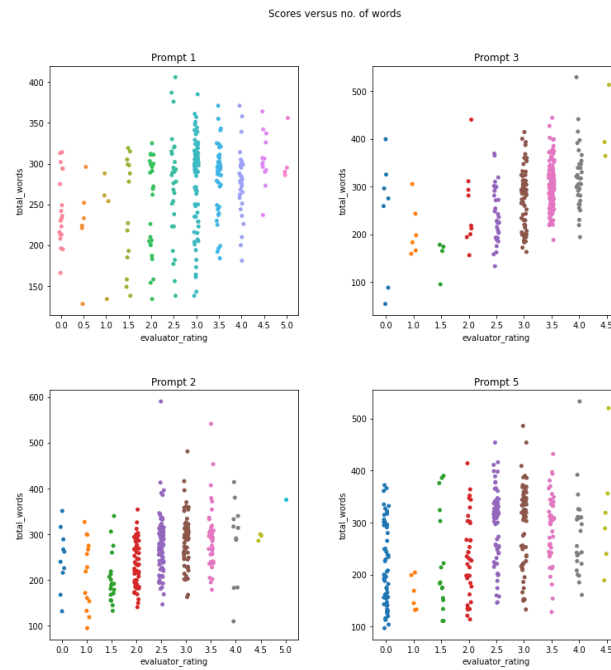 Scores versus no. of words
Prompt 1
total_words
400
350
300
250
200
150
0.0 0.5 1.0 1.5 2.0 2.5 3.0 3.5 4.0 4.5 5.0
evaluator_rating
Prompt 3
total_words
500
400
300
200
100
0.0 1.0 1.5 2.0 2.5 3.0 3.5 4.0 4.5
evaluator_rating
Prompt 2
total_words
600
500
400
300
200
100
0.0 1.0 1.5 2.0 2.5 3.0 3.5 4.0 4.5 5.0
evaluator_rating
Prompt 5
total_words
500
400
300
200
100
0.0 1.0 1.5 2.0 2.5 3.0 3.5 4.0 4.5
evaluator_rating